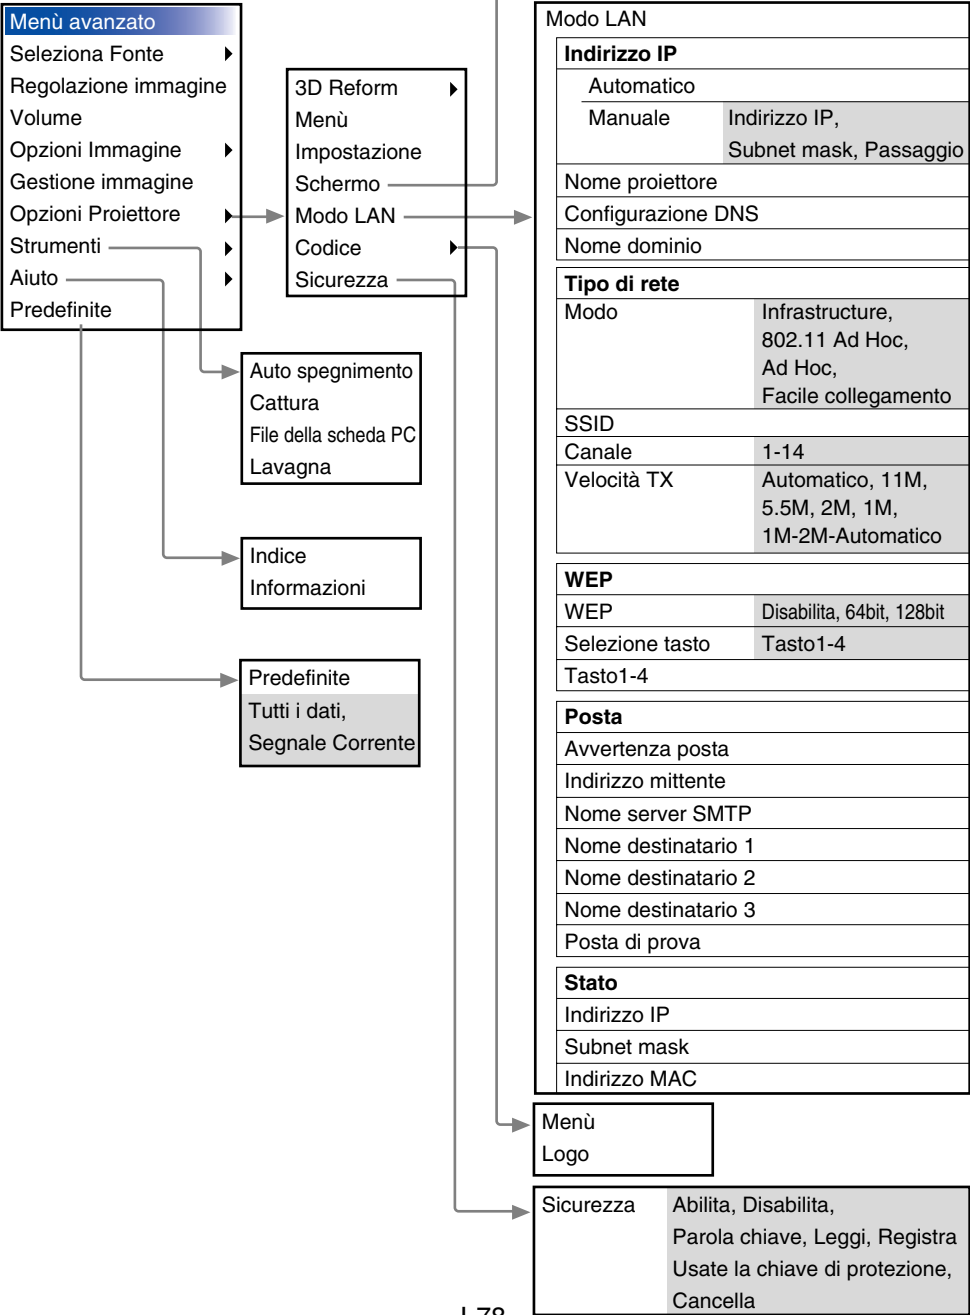 Menù avanzato
Seleziona Fonte
Regolazione immagine
Volume
Opzioni Immagine
Gestione immagine
Opzioni Proiettore
Strumenti
Aiuto
Predefinite
3D Reform
Menù
Impostazione
Schermo
Modo LAN
Codice
Sicurezza
Auto spegnimento
Cattura
File della scheda PC
Lavagna
Indice
Informazioni
Predefinite
Tutti i dati,
Segnale Corrente
Modo LAN
Indirizzo IP
Automatico
Manuale Indirizzo IP,
Subnet mask, Passaggio
Nome proiettore
Configurazione DNS
Nome dominio
Tipo di rete
Modo Infrastructure,
802.11 Ad Hoc,
Ad Hoc,
Facile collegamento
SSID
Canale 1-14
Velocità TX Automatico, 11M,
5.5M, 2M, 1M,
1M-2M-Automatico
WEP
WEP Disabilita, 64bit, 128bit
Selezione tasto Tasto1-4
Tasto1-4
Posta
Avvertenza posta
Indirizzo mittente
Nome server SMTP
Nome destinatario 1
Nome destinatario 2
Nome destinatario 3
Posta di prova
Stato
Indirizzo IP
Subnet mask
Indirizzo MAC
Menù
Logo
Sicurezza Abilita, Disabilita,
Parola chiave, Leggi, Registra
Usate la chiave di protezione,
Cancella